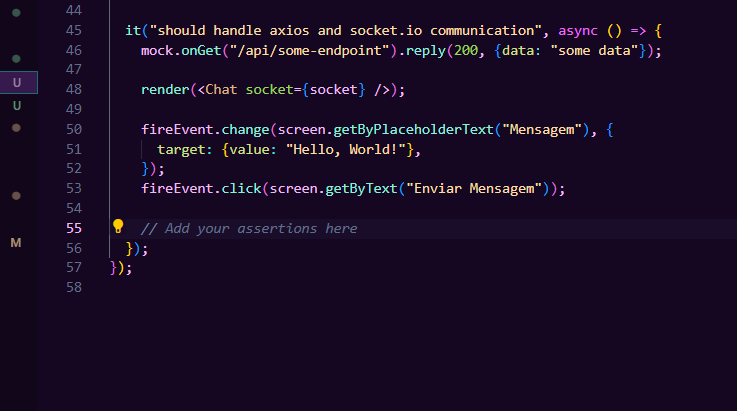 44
45 it("should handle axios and socket.io communication", async () => {
46 mock.onGet("/api/some-endpoint").reply(200, {data: "some data"});
47
U
48 render(<Chat socket={socket} />);
U
49
50 fireEvent.change(screen.getByPlaceholderText("Mensagem"), {
51 target: {value: "Hello, World!"},
52 });
53 fireEvent.click(screen.getByText("Enviar Mensagem"));
54
55 // Add your assertions here
M
56 });
57 });
58